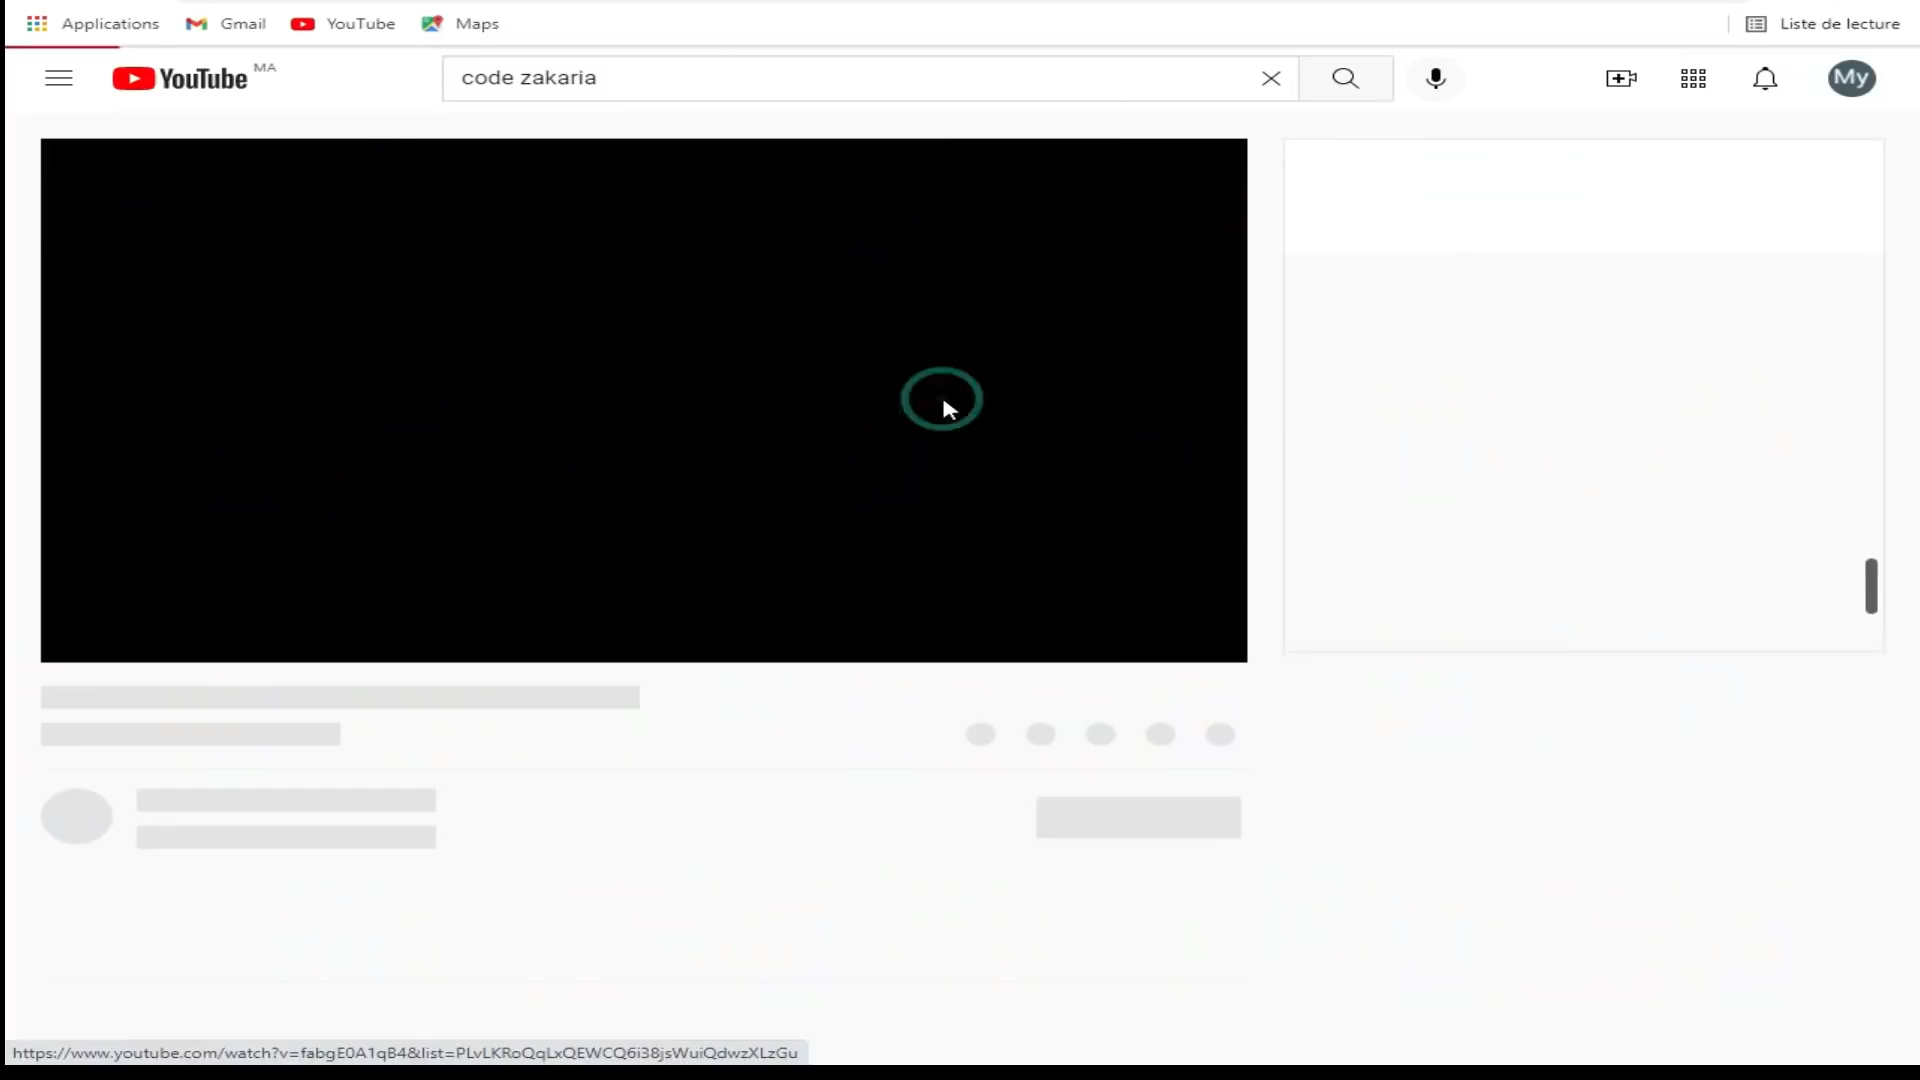 Applications Gmail YouTube Maps Liste de lecture
YouTube MA code zakaria My
https://www.youtube.com/watch?v=fabgE0A1qB4&list=PLvLKRoQqLxQEWCQ6i38jsWuiQdwzXLzGu